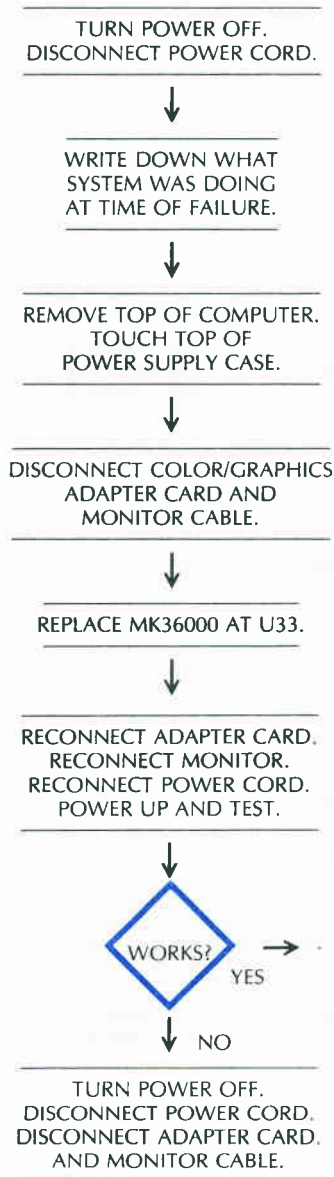 TURN POWER OFF.
DISCONNECT POWER CORD.
WRITE DOWN WHAT
SYSTEM WAS DOING
AT TIME OF FAILURE.
REMOVE TOP OF COMPUTER.
TOUCH TOP OF
POWER SUPPLY CASE.
DISCONNECT COLOR/GRAPHICS
ADAPTER CARD AND
MONITOR CABLE.
REPLACE MK36000 AT U33.
RECONNECT ADAPTER CARD.
RECONNECT MONITOR.
RECONNECT POWER CORD.
POWER UP AND TEST.
WORKS?
YES
NO
TURN POWER OFF.
DISCONNECT POWER CORD.
DISCONNECT ADAPTER CARD.
AND MONITOR CABLE.